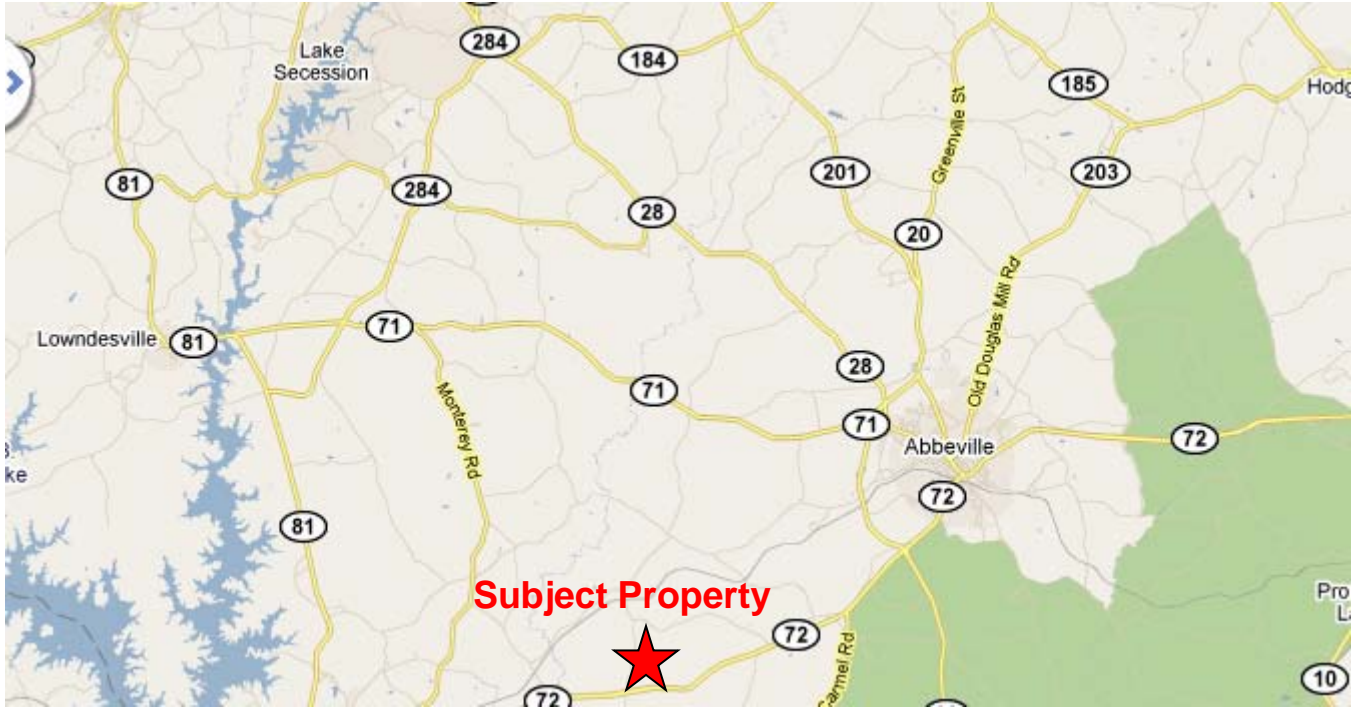 284
Lake
Secession
184
185
Hodg
81
284
201
Greenville St
203
28
20
Old Douglas Mill Rd
Lowndesville
81
71
28
71
Monterey Rd
71
Abbeville
72
ke
72
81
Subject Property
72
Carmel Rd
Pro
La
10
72